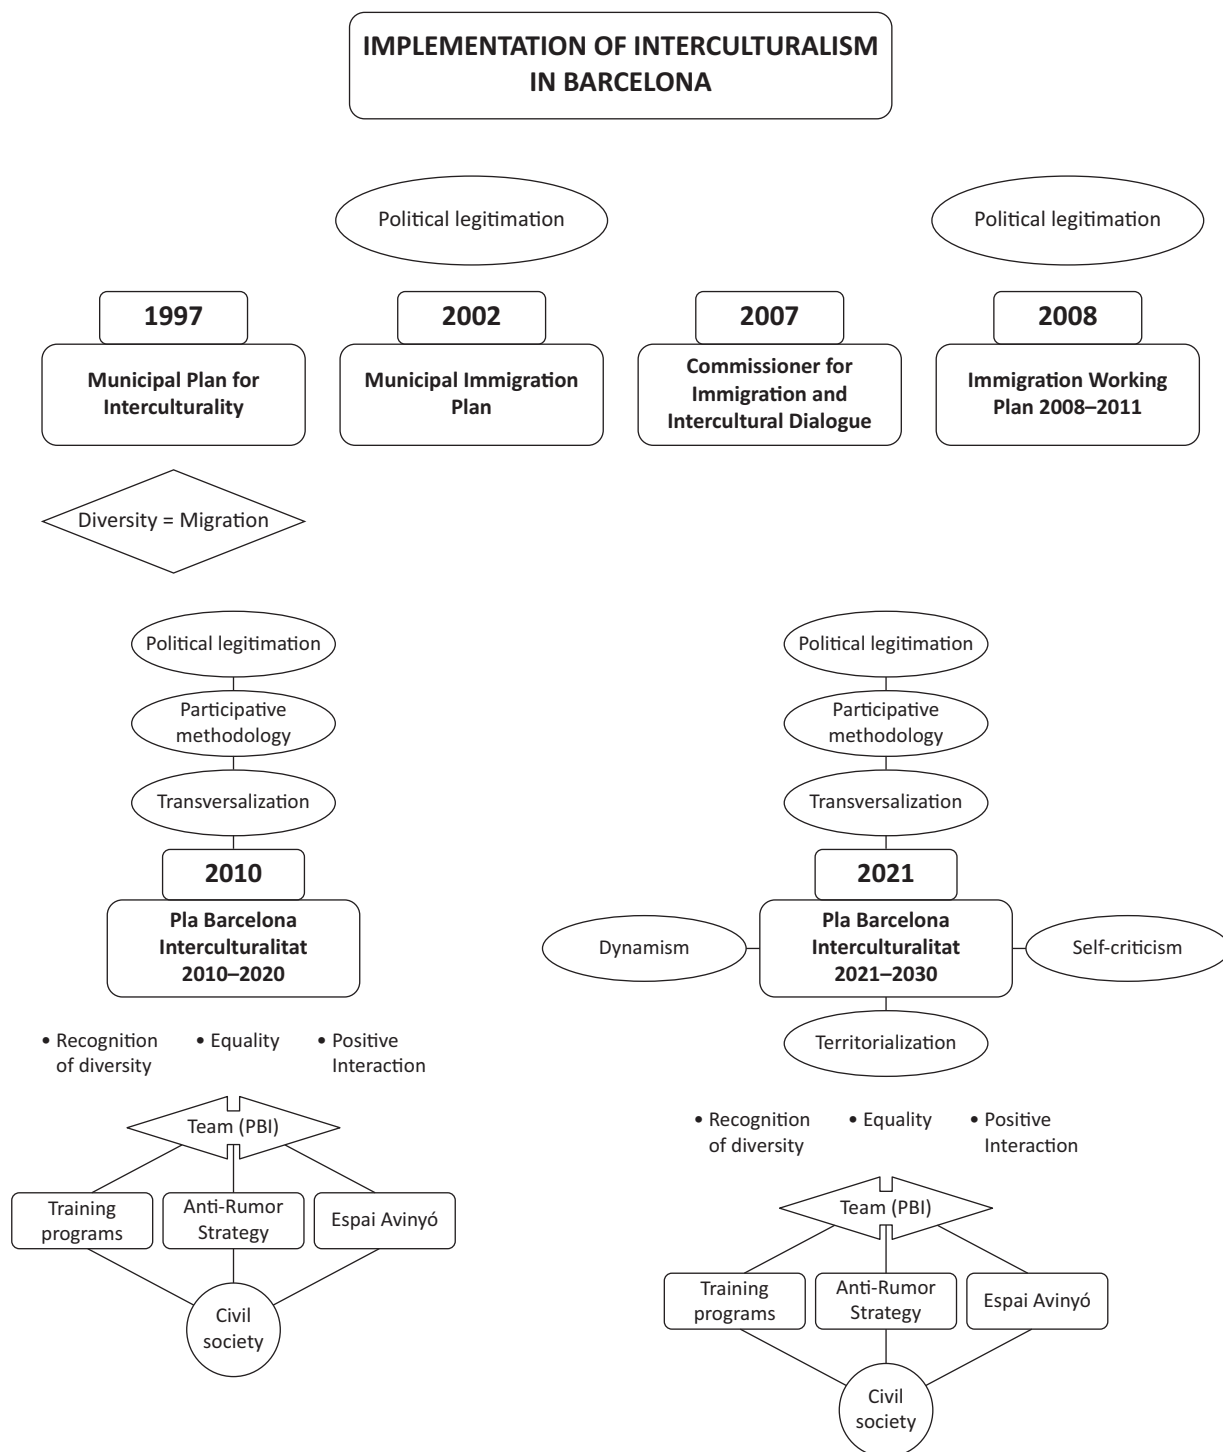 IMPLEMENTATION OF INTERCULTURALISM
IN BARCELONA
Political legitimation
Political legitimation
1997
2002
2007
2008
Municipal Plan for
Interculturality
Municipal Immigration
Plan
Commissioner for
Immigration and
Intercultural Dialogue
Immigration Working
Plan 2008–2011
Diversity = Migration
Political legitimation
Participative
methodology
Transversalization
2010
Pla Barcelona
Interculturalitat
2010–2020
• Recognition
of diversity
• Equality
• Positive
Interaction
Team (PBI)
Training
programs
Anti-Rumor
Strategy
Espai Avinyó
Civil
society
Political legitimation
Participative
methodology
Transversalization
2021
Dynamism
Pla Barcelona
Interculturalitat
2021–2030
Self-criticism
Territorialization
• Recognition
of diversity
• Equality
• Positive
Interaction
Team (PBI)
Training
programs
Anti-Rumor
Strategy
Espai Avinyó
Civil
society